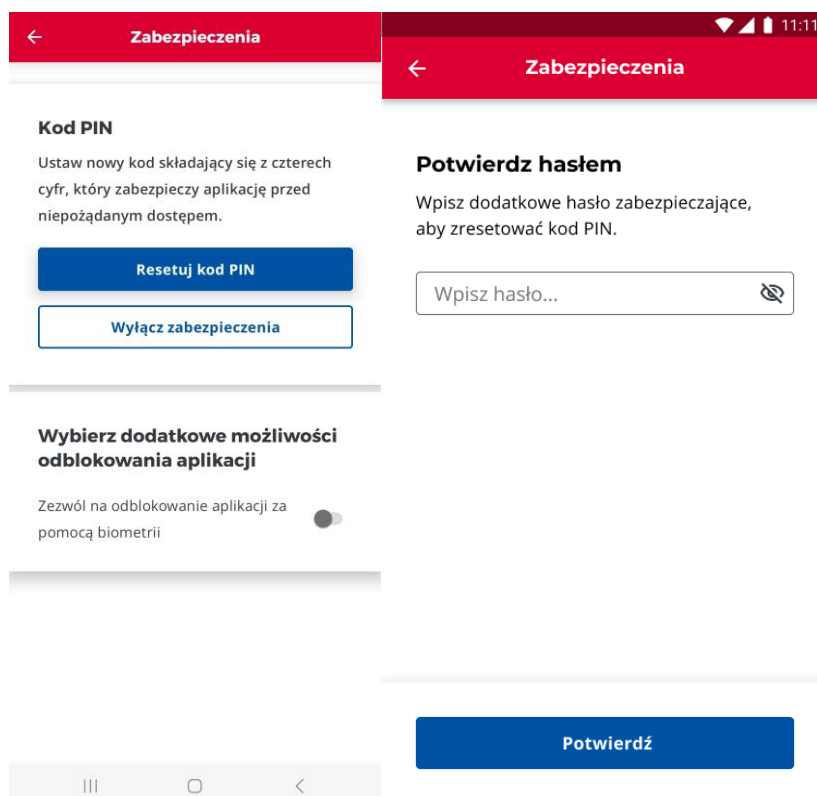 Zabezpieczenia
Kod PIN
Ustaw nowy kod składający się z czterech
cyfr, który zabezpieczy aplikację przed
niepożądanym dostępem.
Resetuj kod PIN
Wyłącz zabezpieczenia
Wybierz dodatkowe możliwości
odblokowania aplikacji
Zezwól na odblokowanie aplikacji za
pomocą biometrii
11:11
Zabezpieczenia
Potwierdz hasłem
Wpisz dodatkowe hasło zabezpieczające,
aby zresetować kod PIN.
Wpisz hasło...
Potwierdź